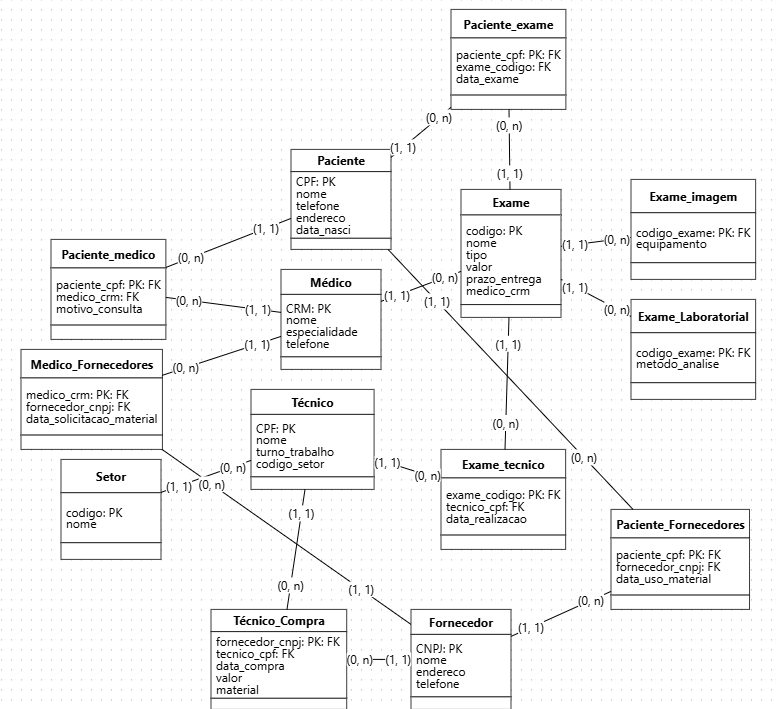 Paciente_exame
paciente_cpf: PK: FK
exame_codigo: FK
data_exame
(0, n)
(0, n)
(1, 1)
(1, 1)
Paciente
CPF: PK
nome
telefone
endereco
data_nasci
Exame
codigo: PK
nome
tipo
valor
prazo_entrega
medico_crm
Exame_imagem
codigo_exame: PK: FK
equipamento
(1, 1)
(0, n)
(1, 1)
(0, n)
Exame_Laboratorial
codigo_exame: PK: FK
metodo_analise
(1, 1)
(0, n)
Paciente_medico
paciente_cpf: PK: FK
medico_crm: FK
motivo_consulta
(0, n)
(1, 1)
Médico
CRM: PK
nome
especialidade
telefone
(1, 1)
(0, n)
(1, 1)
Medico_Fornecedores
medico_crm: PK: FK
fornecedor_cnpj: FK
data_solicitacao_material
(0, n)
(1, 1)
(1, 1)
(0, n)
Técnico
CPF: PK
nome
turno_trabalho
codigo_setor
(1, 1)
(0, n)
Exame_tecnico
exame_codigo: PK: FK
tecnico_cpf: FK
data_realizacao
(0, n)
Setor
codigo: PK
nome
(1, 1)
(0, n)
(0, n)
(1, 1)
(0, n)
(1, 1)
Paciente_Fornecedores
paciente_cpf: PK: FK
fornecedor_cnpj: FK
data_uso_material
(0, n)
(1, 1)
Técnico_Compra
fornecedor_cnpj: PK: FK
tecnico_cpf: FK
data_compra
valor
material
(0, n)
(1, 1)
Fornecedor
CNPJ: PK
nome
endereco
telefone